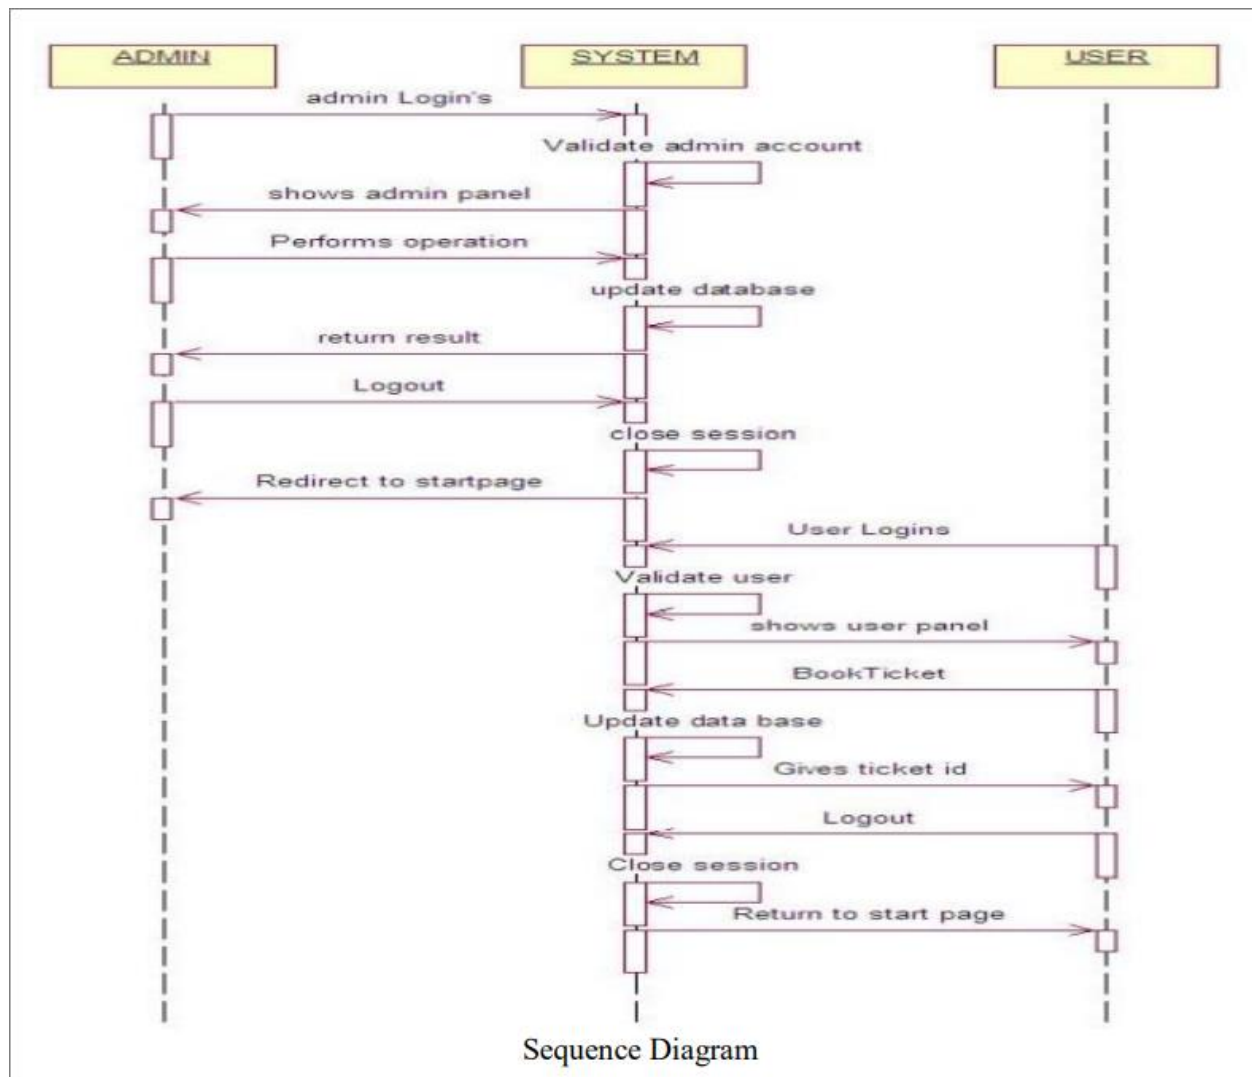 ADMIN SYSTEM USER
admin Login's
Validate admin account
shows admin panel
Performs operation
update database
return result
Logout
close session
Redirect to startpage
User Logins
Validate user
shows user panel
BookTicket
Update data base
Gives ticket id
Logout
Close session
Return to start page
Sequence Diagram